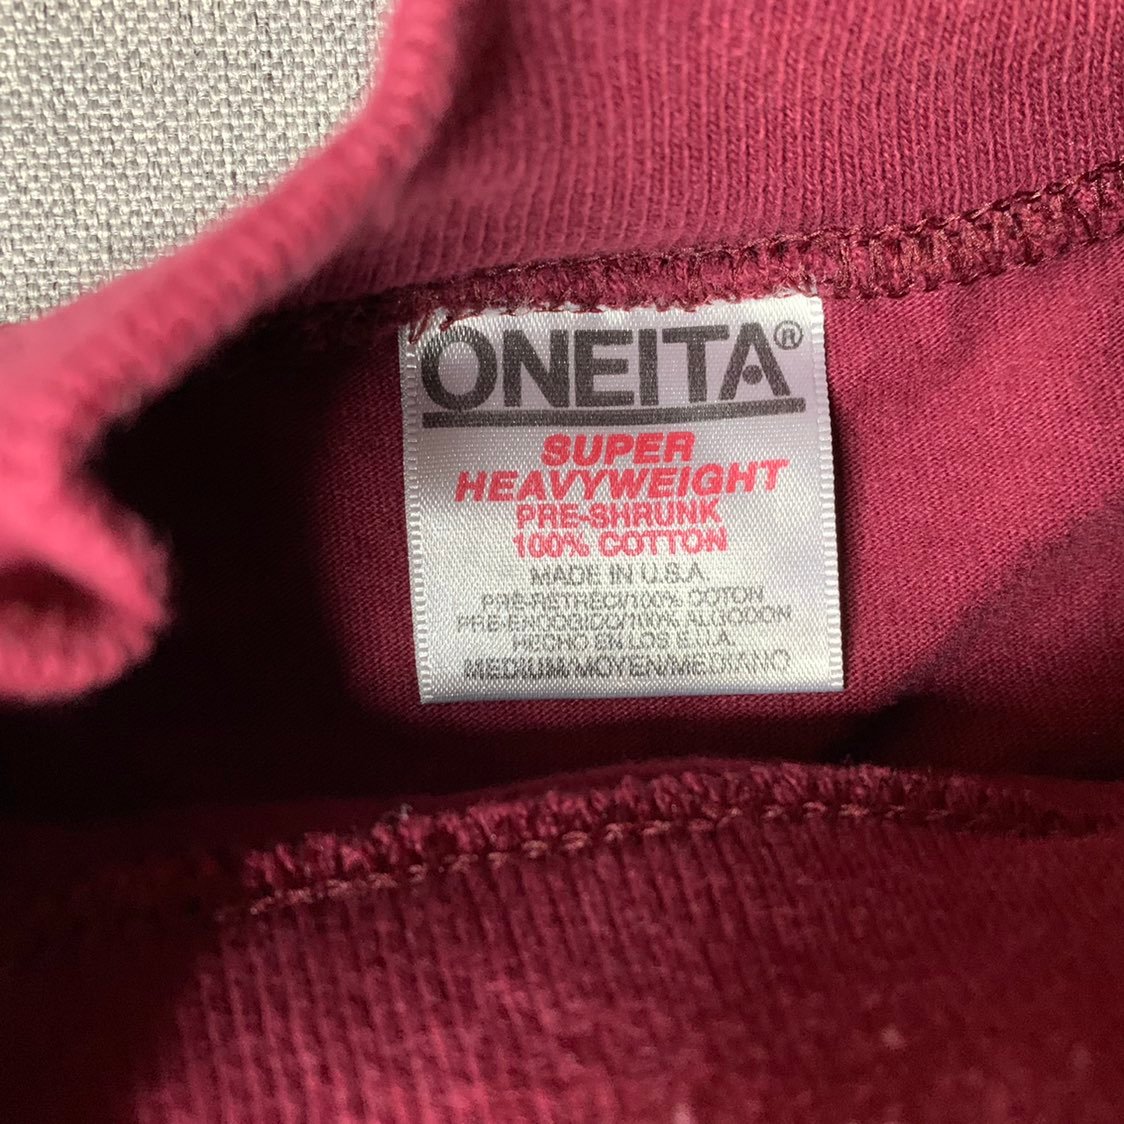 ONEITA®
SUPER
HEAVYWEIGHT
PRE-SHRUNK
100% COTTON
MADE IN U.S.A.
PRE-RETRECI/100% COTON
PRE-ENCOGIDO/100% ALGODON
HECHO EN LOS E.U.A.
MEDIUM/MOYEN/MEDIANO